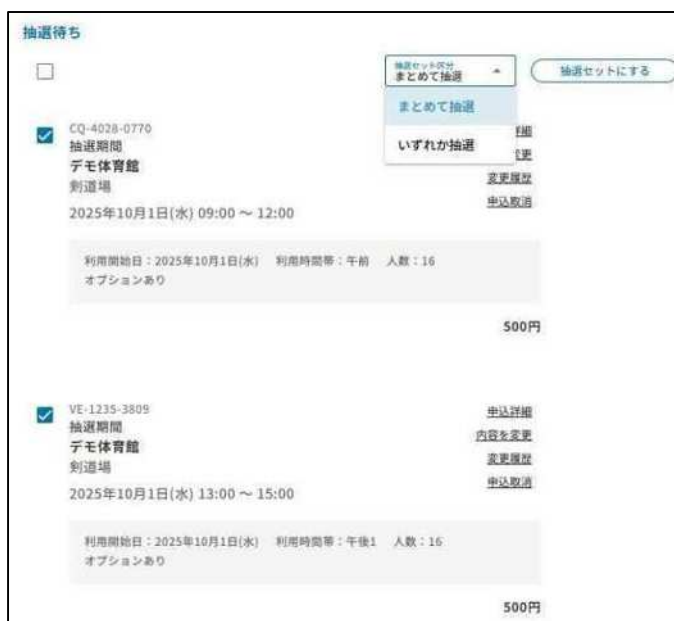 抽選待ち
抽選セット区分
まとめて抽選
抽選セットにする
まとめて抽選
いずれか抽選
CQ-4028-0770
抽選期間
デモ体育館
剣道場
2025年10月1日(水) 09:00 ～ 12:00
詳細
変更
変更履歴
申込取消
利用開始日：2025年10月1日(水) 利用時間帯：午前 人数：16
オプションあり
500円
VE-1235-3809
抽選期間
デモ体育館
剣道場
2025年10月1日(水) 13:00 ～ 15:00
申込詳細
内容を変更
変更履歴
申込取消
利用開始日：2025年10月1日(水) 利用時間帯：午後1 人数：16
オプションあり
500円